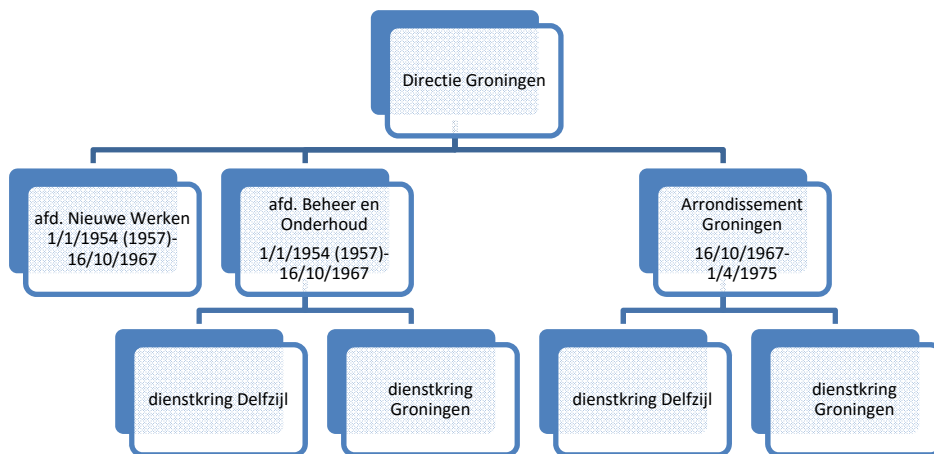 Directie Groningen
afd. Nieuwe Werken
1/1/1954 (1957)-
16/10/1967
afd. Beheer en
Onderhoud
1/1/1954 (1957)-
16/10/1967
Arrondissement
Groningen
16/10/1967-
1/4/1975
dienstkring Delfzijl
dienstkring
Groningen
dienstkring Delfzijl
dienstkring
Groningen